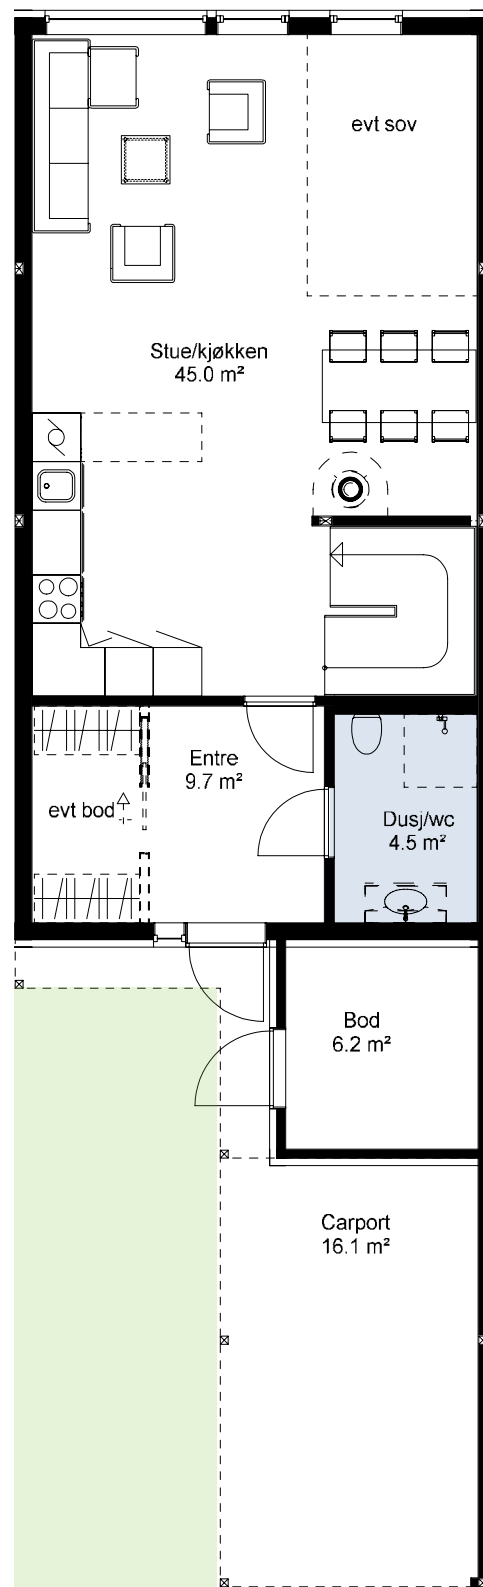 evt sov
Stue/kjøkken
45.0 m²
Entre
9.7 m²
evt bod
Dusj/wc
4.5 m²
Bod
6.2 m²
Carport
16.1 m²